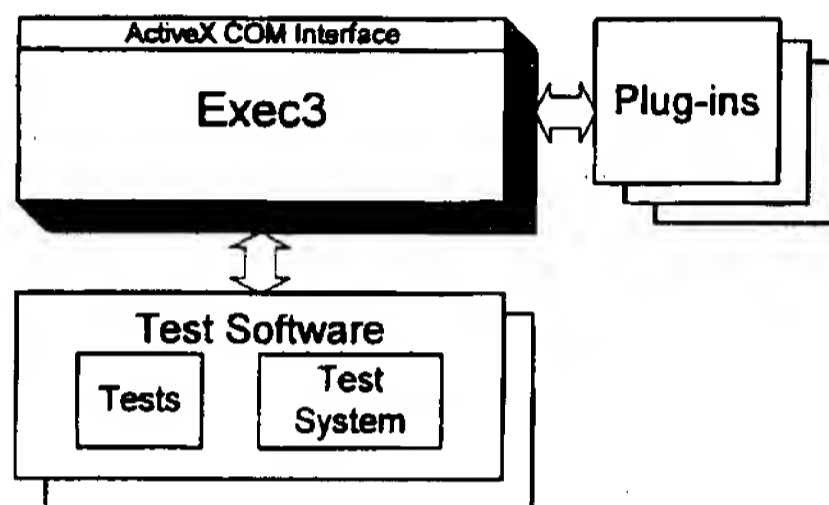 ActiveX COM Interface
Exec3
Plug-ins
Test Software
Tests
Test
System